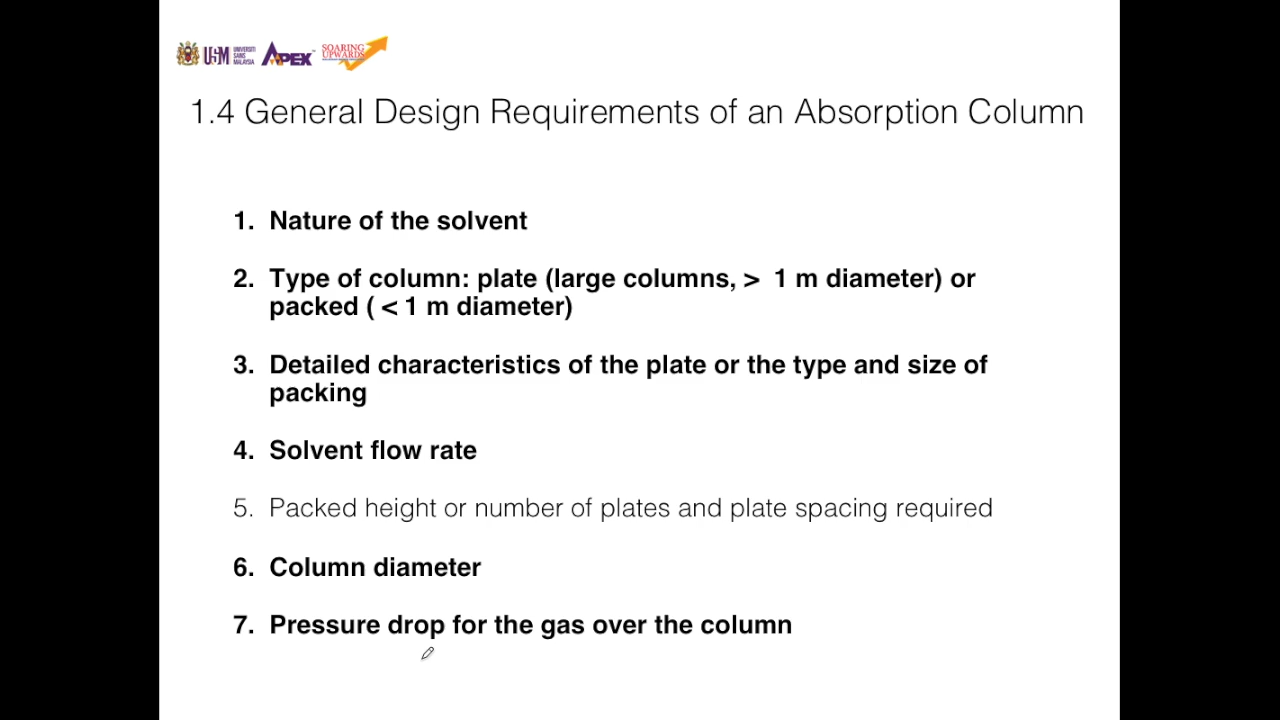 USM UNIVERSITI SAINS MALAYSIA APEX™ SOARING UPWARDS
1.4 General Design Requirements of an Absorption Column
1. Nature of the solvent
2. Type of column: plate (large columns, > 1 m diameter) or
packed ( < 1 m diameter)
3. Detailed characteristics of the plate or the type and size of
packing
4. Solvent flow rate
5. Packed height or number of plates and plate spacing required
6. Column diameter
7. Pressure drop for the gas over the column